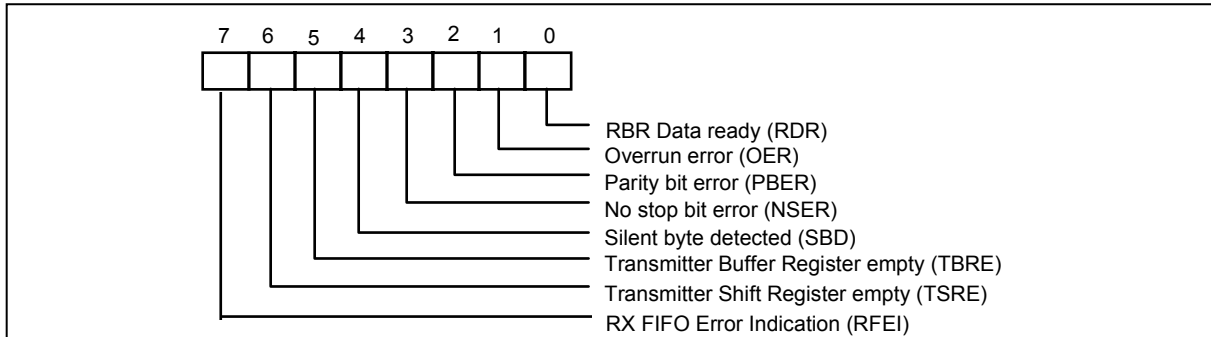 7 6 5 4 3 2 1 0
RBR Data ready (RDR)
Overrun error (OER)
Parity bit error (PBER)
No stop bit error (NSER)
Silent byte detected (SBD)
Transmitter Buffer Register empty (TBRE)
Transmitter Shift Register empty (TSRE)
RX FIFO Error Indication (RFEI)